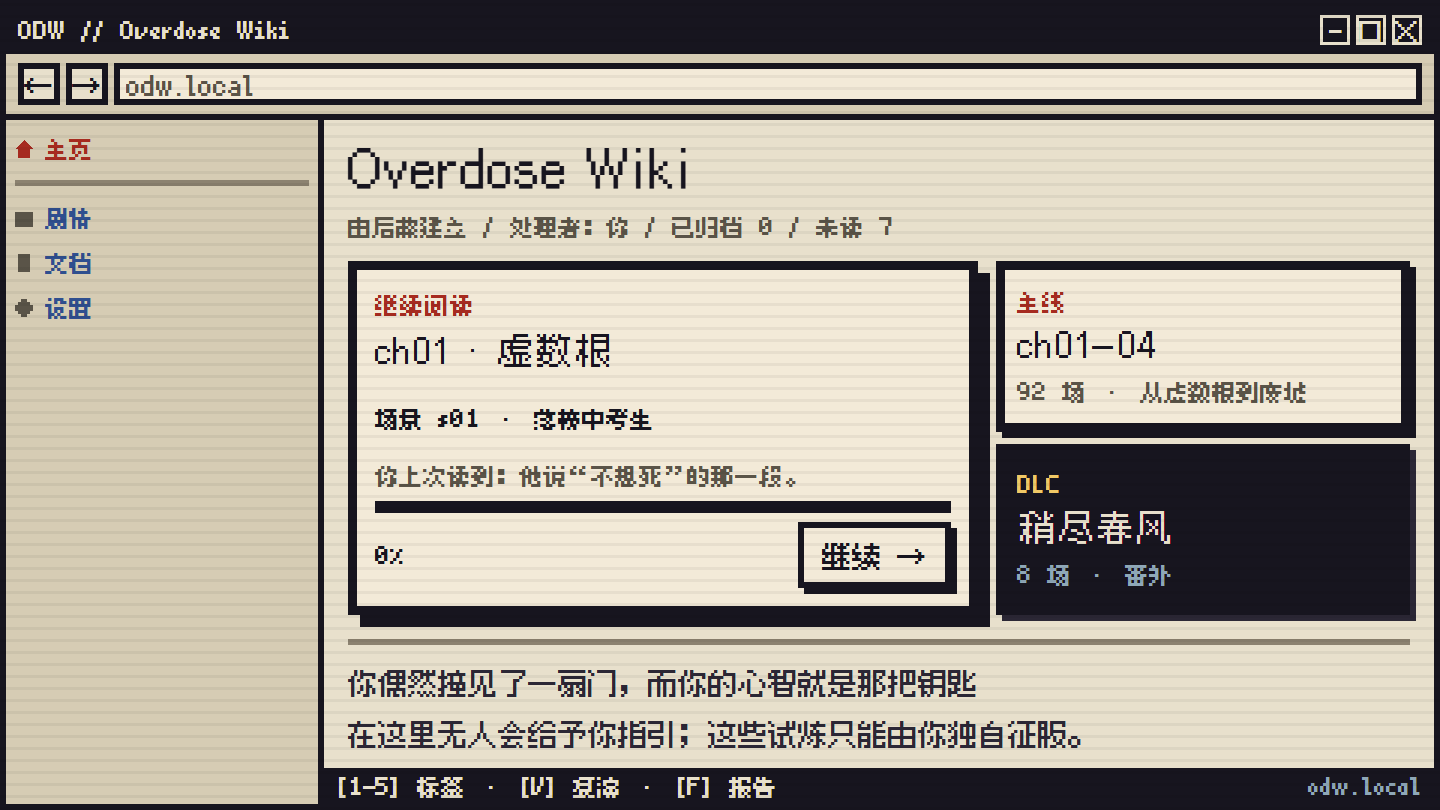 ODW // Overdose Wiki
← → odw.local
主页
剧情
文档
设置
Overdose Wiki
由后裔建立 / 处理者：你 / 已归档 0 / 未读 7
继续阅读
ch01 · 虚数根
场景 s01 · 落榜中考生
你上次读到：他说“不想死”的那一段。
0%
继续 →
主线
ch01—04
92 场 · 从虚数根到废墟
DLC
稍尽春风
8 场 · 番外
你偶然撞见了一扇门，而你的心智就是那把钥匙
在这里无人会给予你指引；这些试炼只能由你独自征服。
[1-5] 标签 · [V] 复滚 · [F] 报告
odw.local